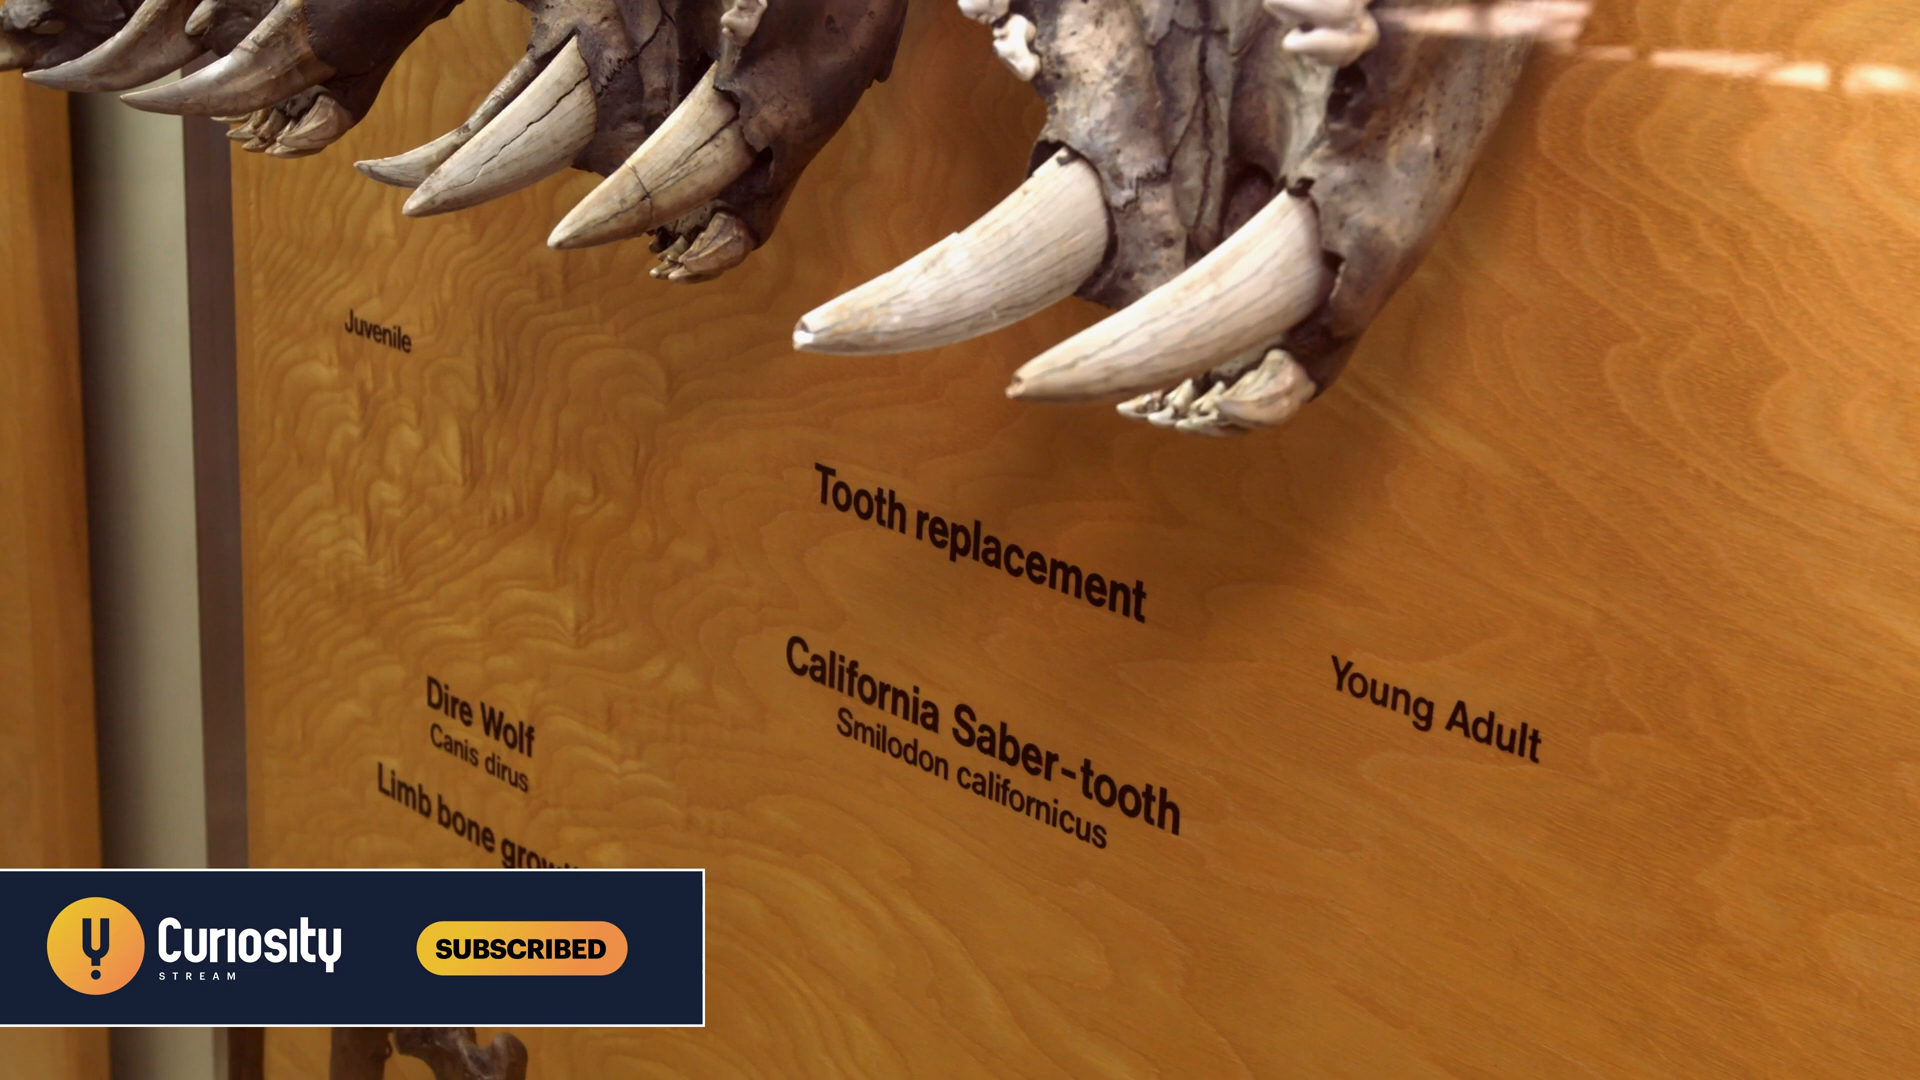 Juvenile
Tooth replacement
California Saber-tooth
Smilodon californicus
Young Adult
Dire Wolf
Canis dirus
Limb bone growth
Curiosity
STREAM
SUBSCRIBED